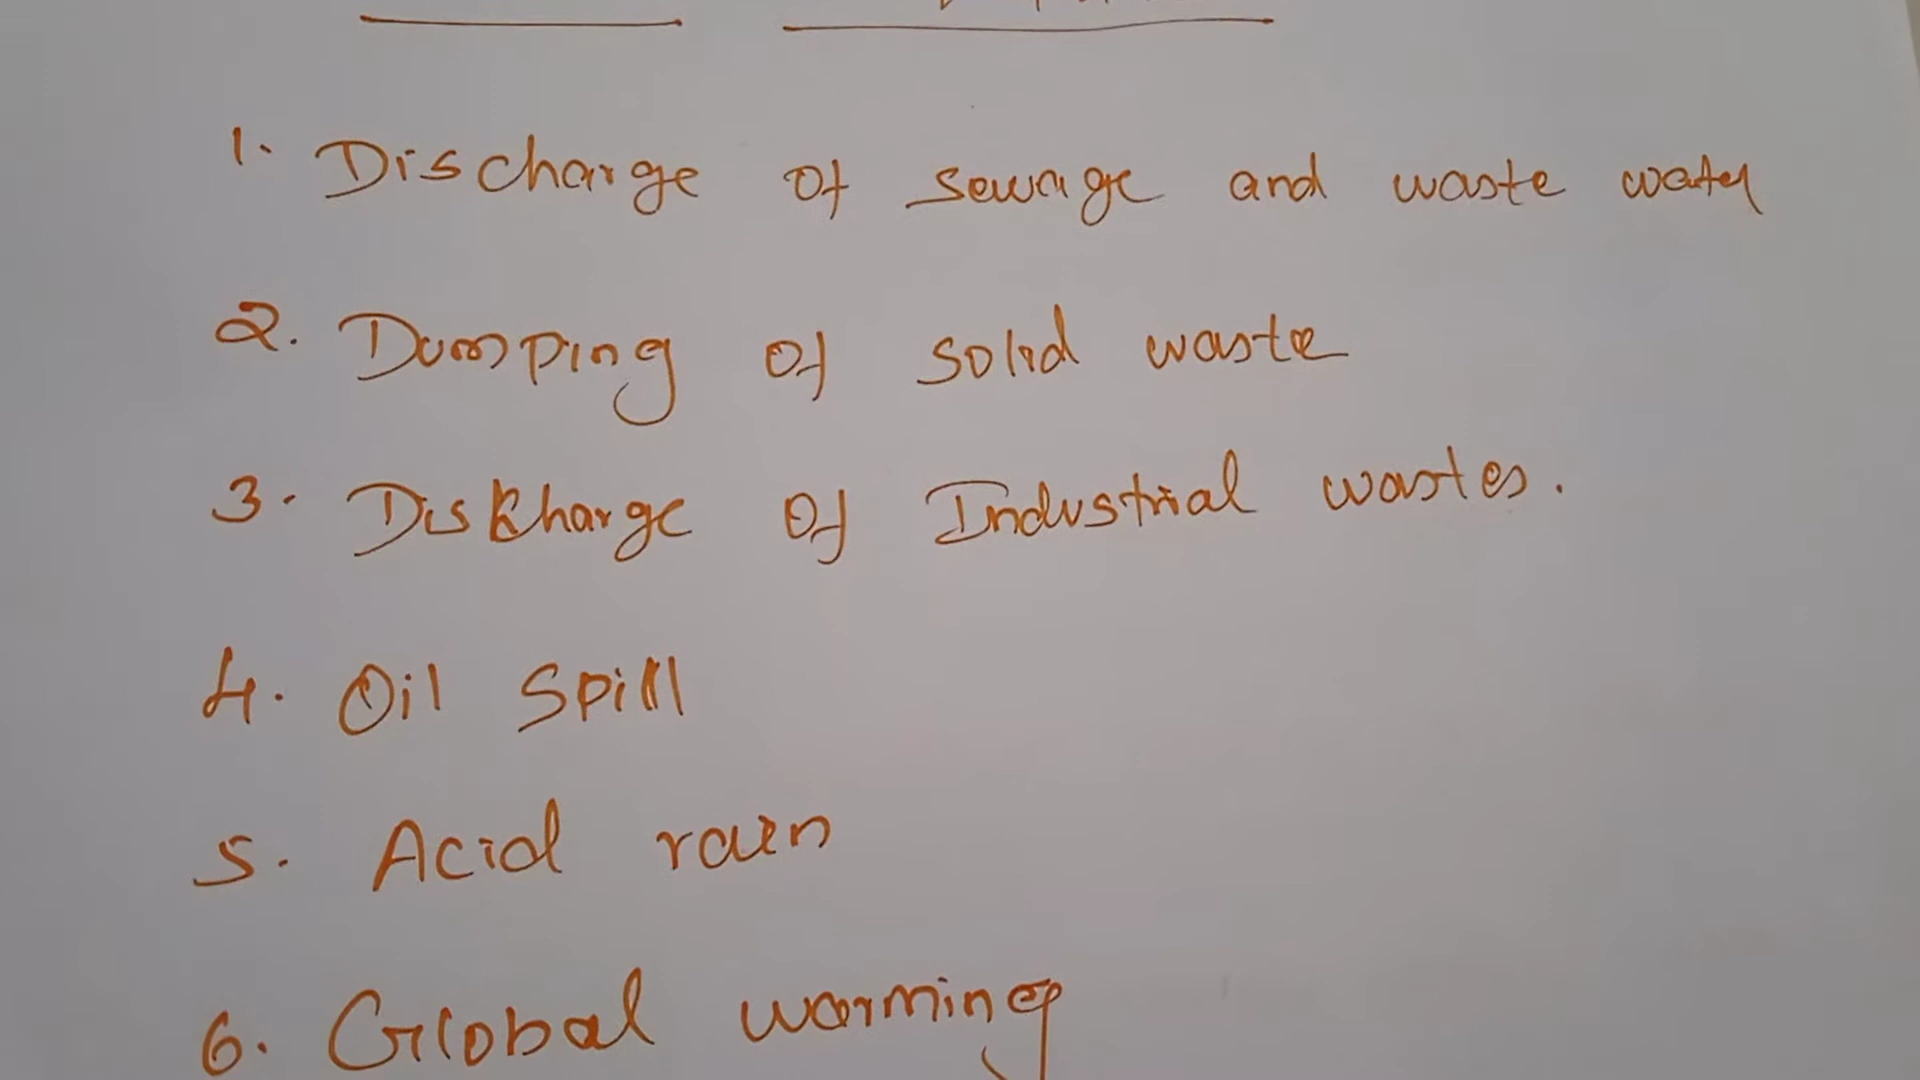 1. Discharge of sewage and waste water
2. Dumping of solid waste
3. Discharge of Industrial wastes.
4. Oil Spill
5. Acid rain
6. Global warming